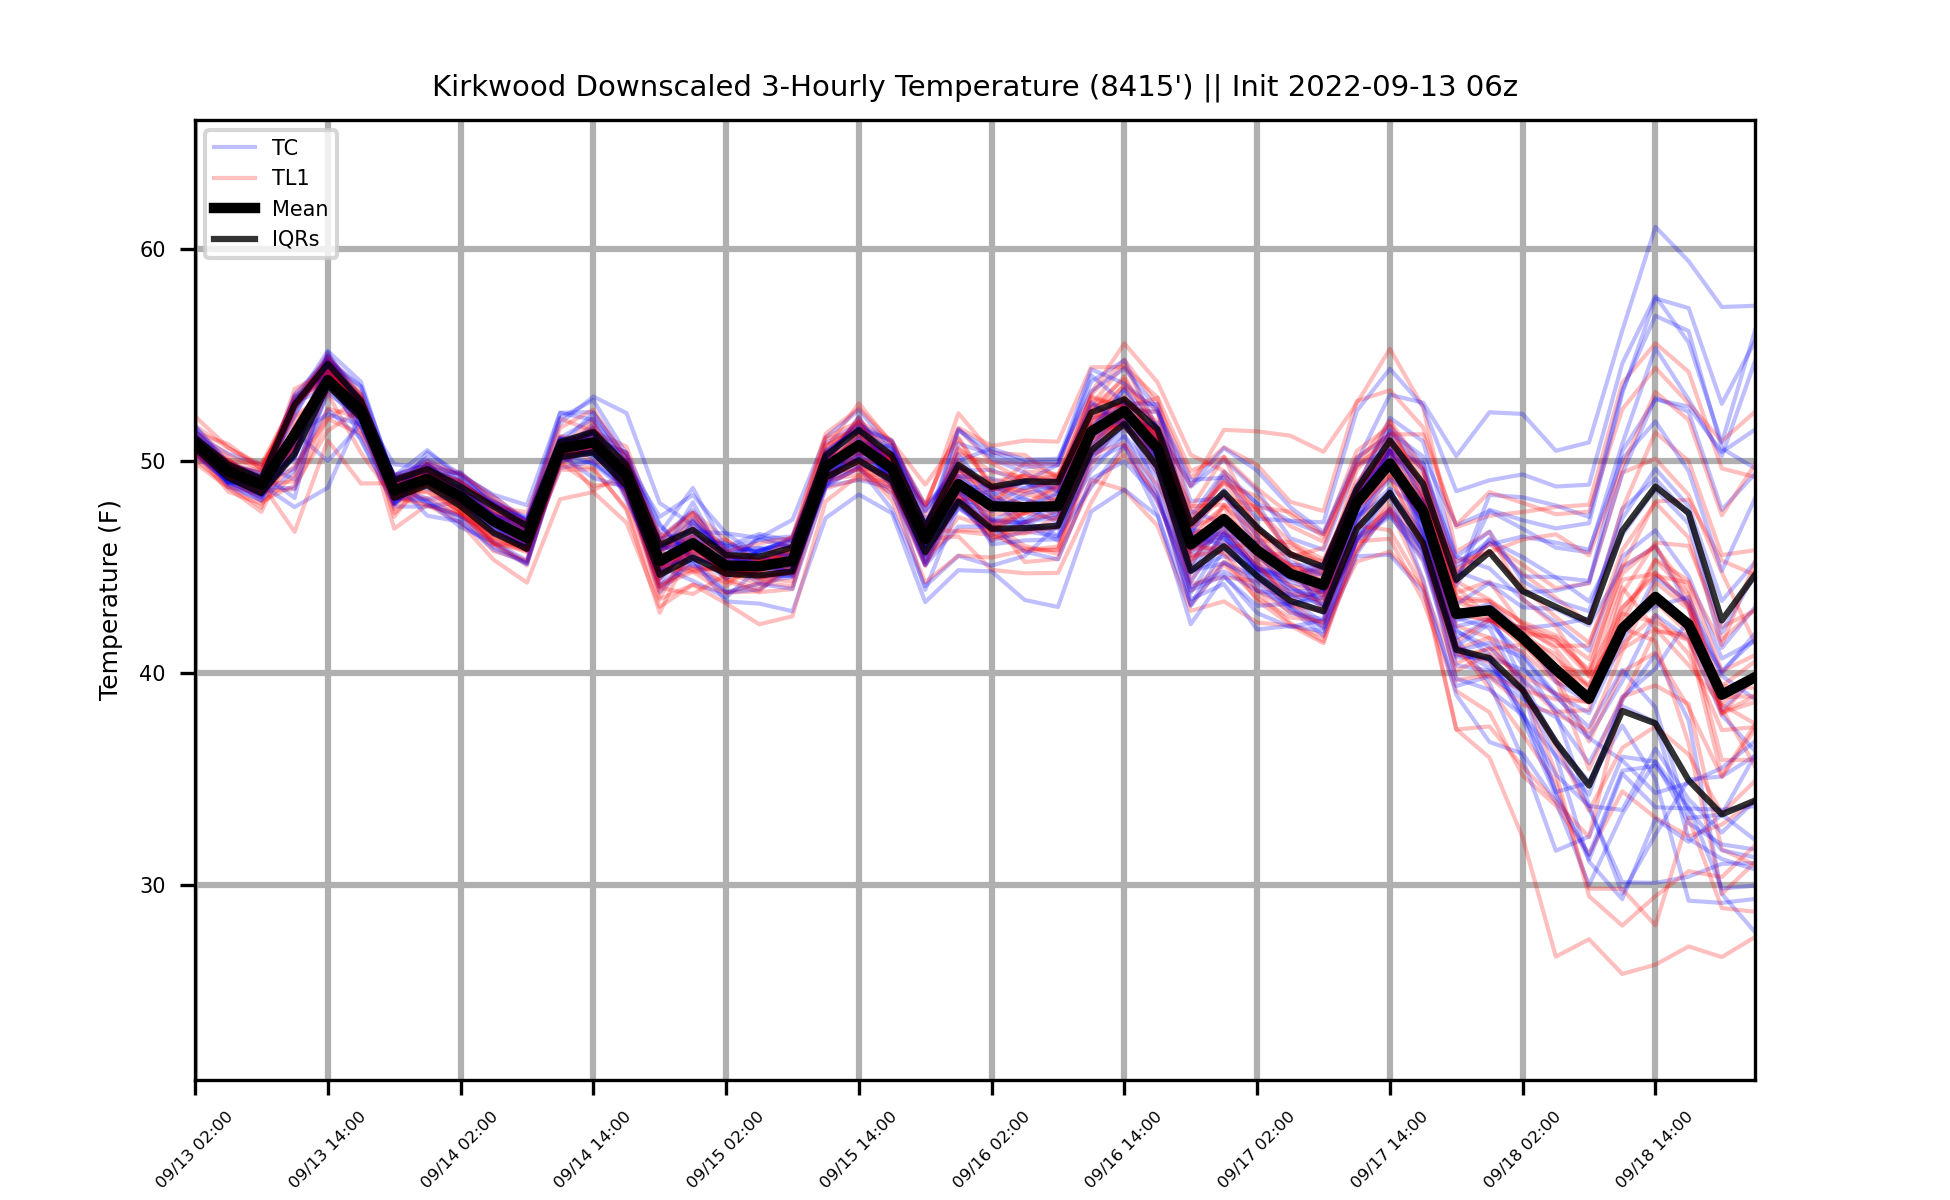 Kirkwood Downscaled 3-Hourly Temperature (8415') || Init 2022-09-13 06z
TC
TL1
Mean
IQRs
Temperature (F)
60
50
40
30
09/13 02:00
09/13 14:00
09/14 02:00
09/14 14:00
09/15 02:00
09/15 14:00
09/16 02:00
09/16 14:00
09/17 02:00
09/17 14:00
09/18 02:00
09/18 14:00